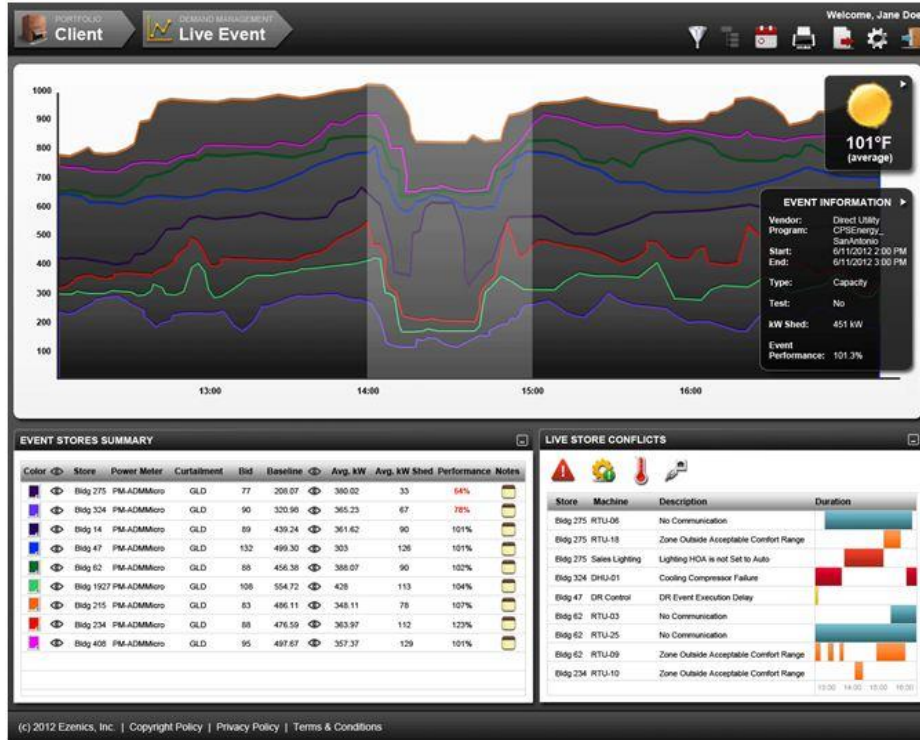 PORTFOLIO
Client
DEMAND MANAGEMENT
Live Event
Welcome, Jane Doe
1000
900
800
700
600
500
400
300
200
100
13:00 14:00 15:00 16:00
101°F
(average)
EVENT INFORMATION
Vendor: Direct Utility
Program: CPSEnergy_
SanAntonio
Start: 6/11/2012 2:00 PM
End: 6/11/2012 3:00 PM
Type: Capacity
Test: No
kW Shed: 451 kW
Event
Performance: 101.3%
EVENT STORES SUMMARY
Color Store Power Meter Curtailment Bid Baseline Avg. kW Avg. kW Shed Performance Notes
Bldg 275 PM-ADMMicro GLD 77 208.07 380.02 33 64%
Bldg 324 PM-ADMMicro GLD 90 320.98 365.23 67 78%
Bldg 14 PM-ADMMicro GLD 89 439.24 361.62 90 101%
Bldg 47 PM-ADMMicro GLD 132 499.30 303 126 101%
Bldg 62 PM-ADMMicro GLD 88 456.38 388.07 90 102%
Bldg 1927 PM-ADMMicro GLD 108 554.72 428 113 104%
Bldg 215 PM-ADMMicro GLD 83 486.11 348.11 78 107%
Bldg 234 PM-ADMMicro GLD 88 476.59 363.97 112 123%
Bldg 408 PM-ADMMicro GLD 95 497.67 357.37 129 101%
LIVE STORE CONFLICTS
Store Machine Description Duration
Bldg 275 RTU-06 No Communication
Bldg 275 RTU-18 Zone Outside Acceptable Comfort Range
Bldg 275 Sales Lighting Lighting HOA is not Set to Auto
Bldg 324 DHU-01 Cooling Compressor Failure
Bldg 47 DR Control DR Event Execution Delay
Bldg 62 RTU-03 No Communication
Bldg 62 RTU-25 No Communication
Bldg 62 RTU-09 Zone Outside Acceptable Comfort Range
Bldg 234 RTU-10 Zone Outside Acceptable Comfort Range
13:00 14:00 15:00 16:00
(c) 2012 Ezenics, Inc. | Copyright Policy | Privacy Policy | Terms & Conditions